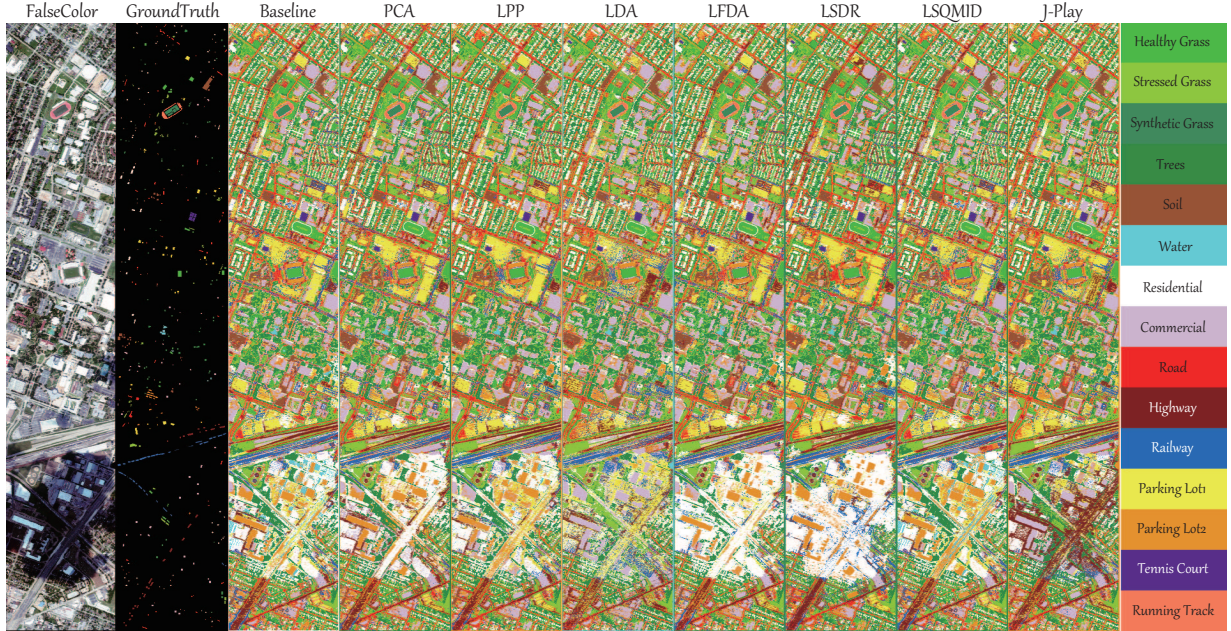 FalseColor GroundTruth Baseline PCA LPP LDA LFDA LSDR LSQMID J-Play
Healthy Grass
Stressed Grass
Synthetic Grass
Trees
Soil
Water
Residential
Commercial
Road
Highway
Railway
Parking Lot1
Parking Lot2
Tennis Court
Running Track